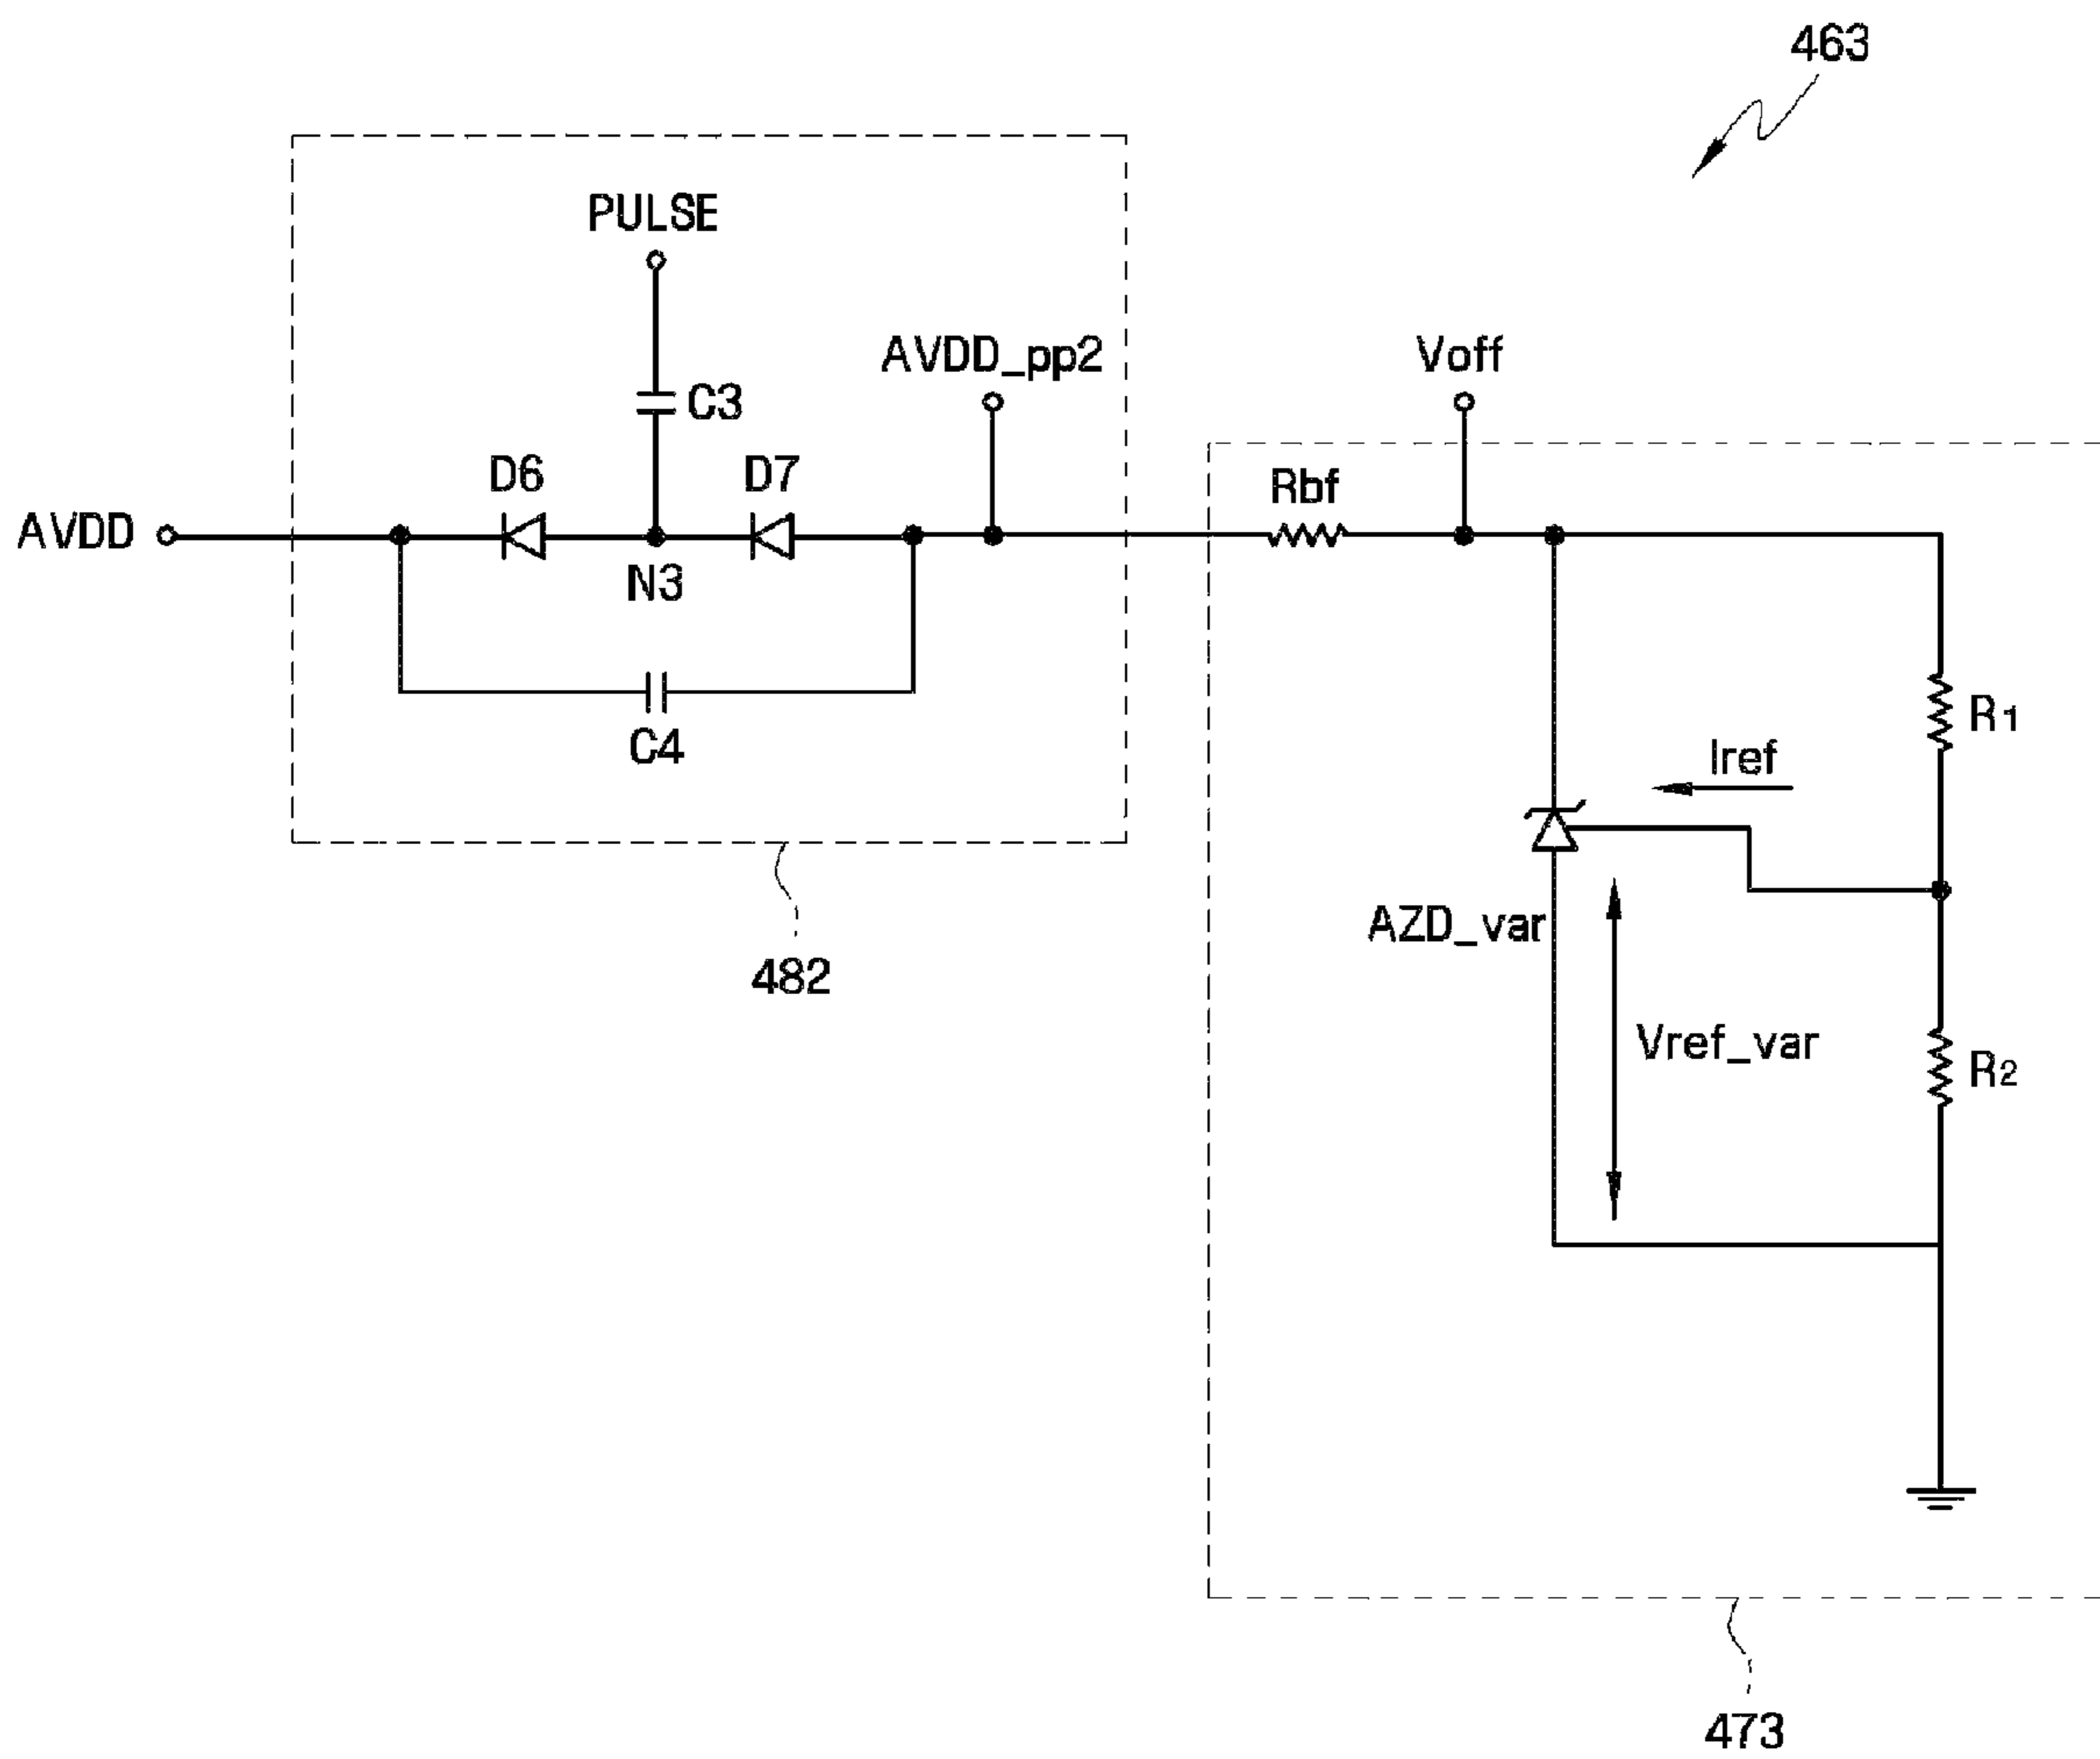 463
PULSE
AVDD_pp2
Voff
C3
D6
D7
Rbf
AVDD
N3
R1
C4
Iref
AZD_var
482
Vref_var
R2
473